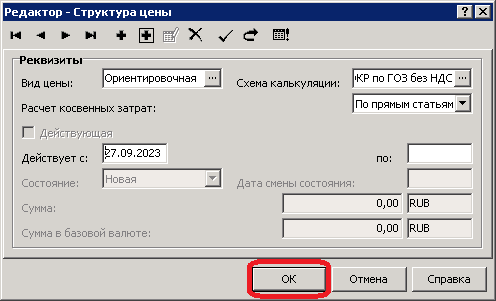 Редактор - Структура цены
Реквизиты
Вид цены: Ориентировочная ... Схема калькуляции: ЖР по ГОЗ без НДС ...
Расчет косвенных затрат: По прямым статьям
Действующая
Действует с: 27.09.2023 по:
Состояние: Новая Дата смены состояния:
Сумма: 0,00 RUB
Сумма в базовой валюте: 0,00 RUB
ОК Отмена Справка